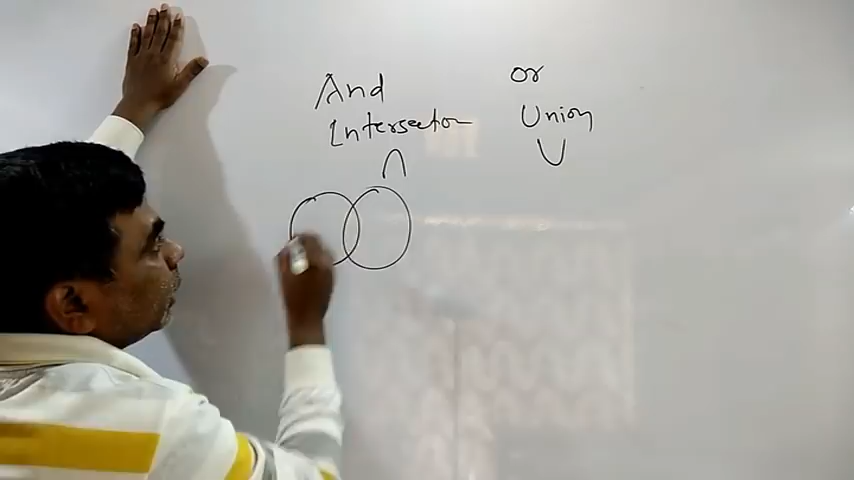 And
Intersection
∩
or
Union
∪